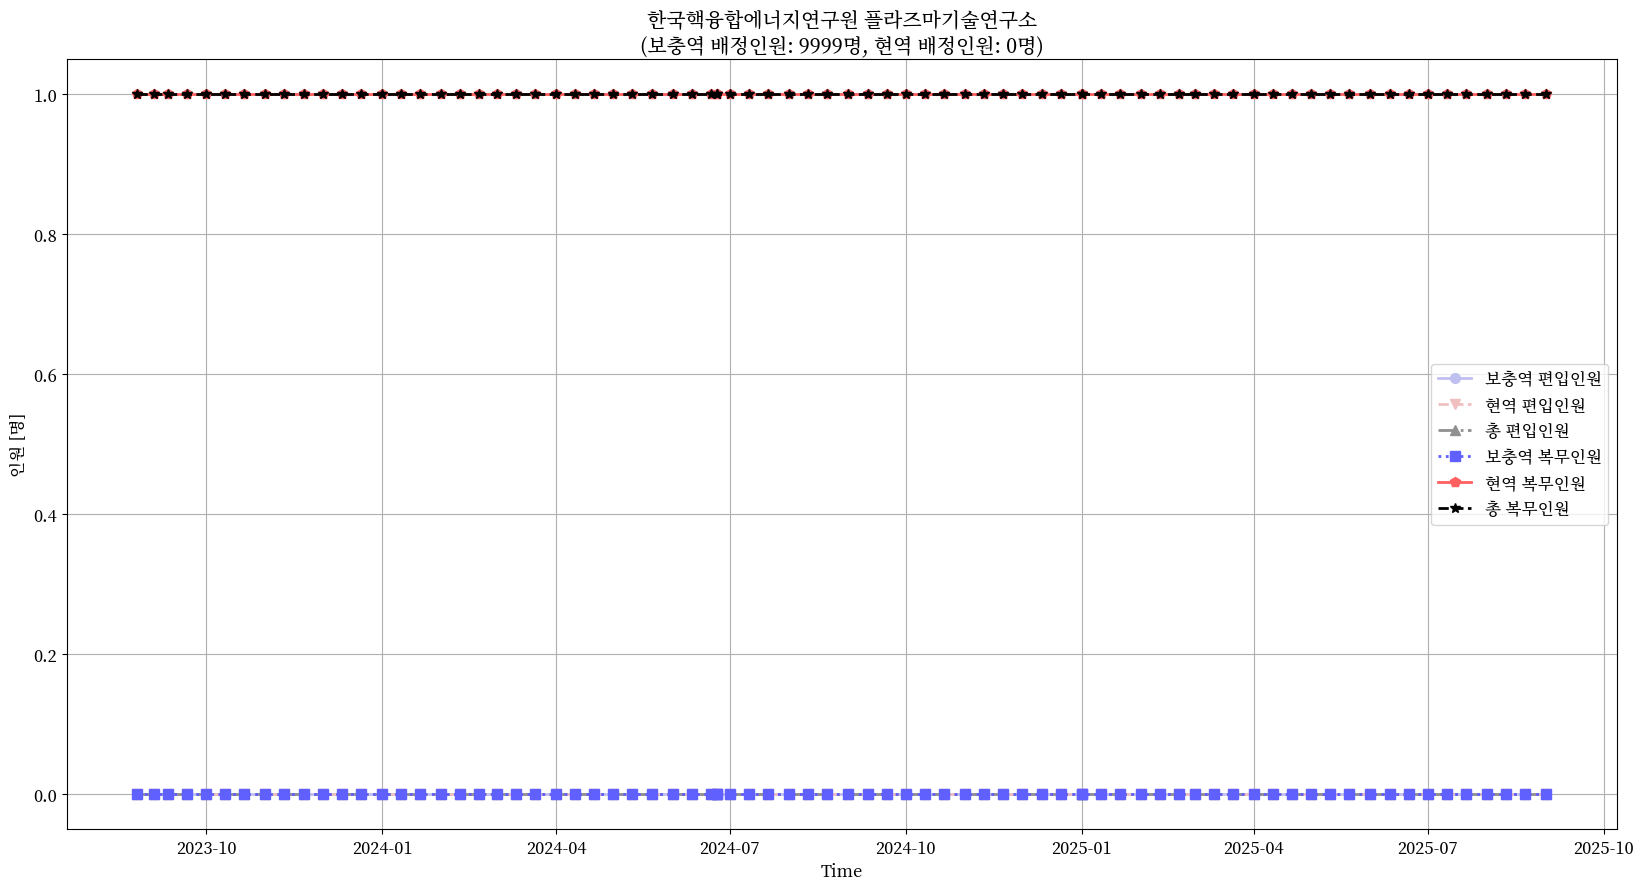 한국핵융합에너지연구원 플라즈마기술연구소
(보충역 배정인원: 9999명, 현역 배정인원: 0명)
인원 [명]
1.0
0.8
0.6
0.4
0.2
0.0
보충역 편입인원
현역 편입인원
총 편입인원
보충역 복무인원
현역 복무인원
총 복무인원
2023-10
2024-01
2024-04
2024-07
2024-10
2025-01
2025-04
2025-07
2025-10
Time